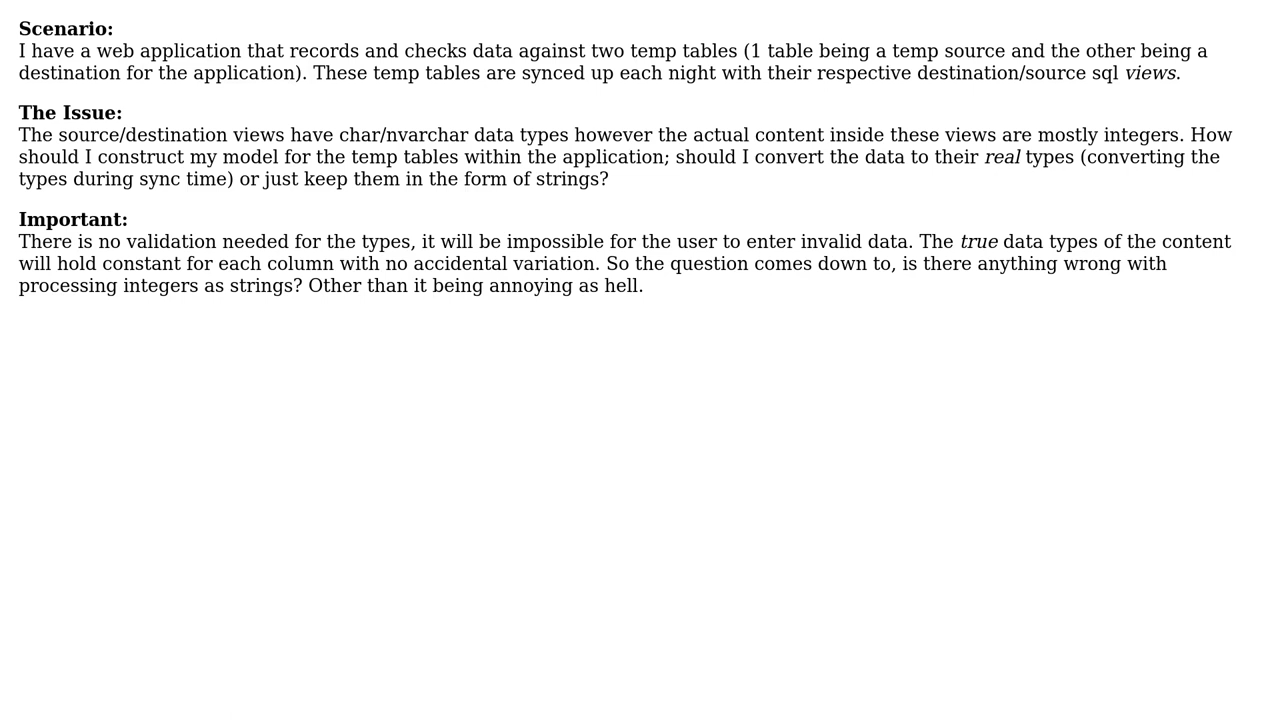 Scenario:
I have a web application that records and checks data against two temp tables (1 table being a temp source and the other being a
destination for the application). These temp tables are synced up each night with their respective destination/source sql views.
The Issue:
The source/destination views have char/nvarchar data types however the actual content inside these views are mostly integers. How
should I construct my model for the temp tables within the application; should I convert the data to their real types (converting the
types during sync time) or just keep them in the form of strings?
Important:
There is no validation needed for the types, it will be impossible for the user to enter invalid data. The true data types of the content
will hold constant for each column with no accidental variation. So the question comes down to, is there anything wrong with
processing integers as strings? Other than it being annoying as hell.